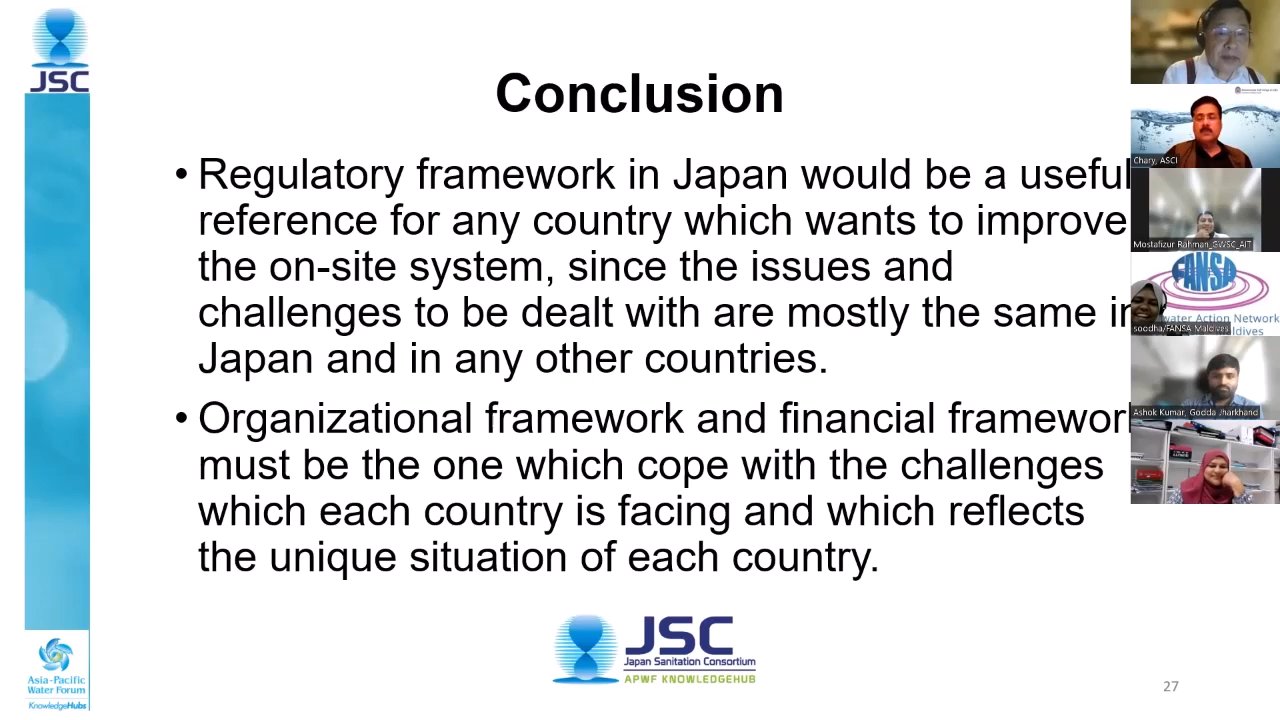 JSC
Conclusion
• Regulatory framework in Japan would be a useful
reference for any country which wants to improve
the on-site system, since the issues and
challenges to be dealt with are mostly the same in
Japan and in any other countries.
• Organizational framework and financial framework
must be the one which cope with the challenges
which each country is facing and which reflects
the unique situation of each country.
JSC
Japan Sanitation Consortium
APWF KNOWLEDGEHUB
Asia-Pacific
Water Forum
KnowledgeHubs
27
Chary, ASCI
Mostafizur Rahman_GWSC_AIT
FANSA
water Action Network
soodha/FANSA Maldives
Ashok Kumar, Godda Jharkhand